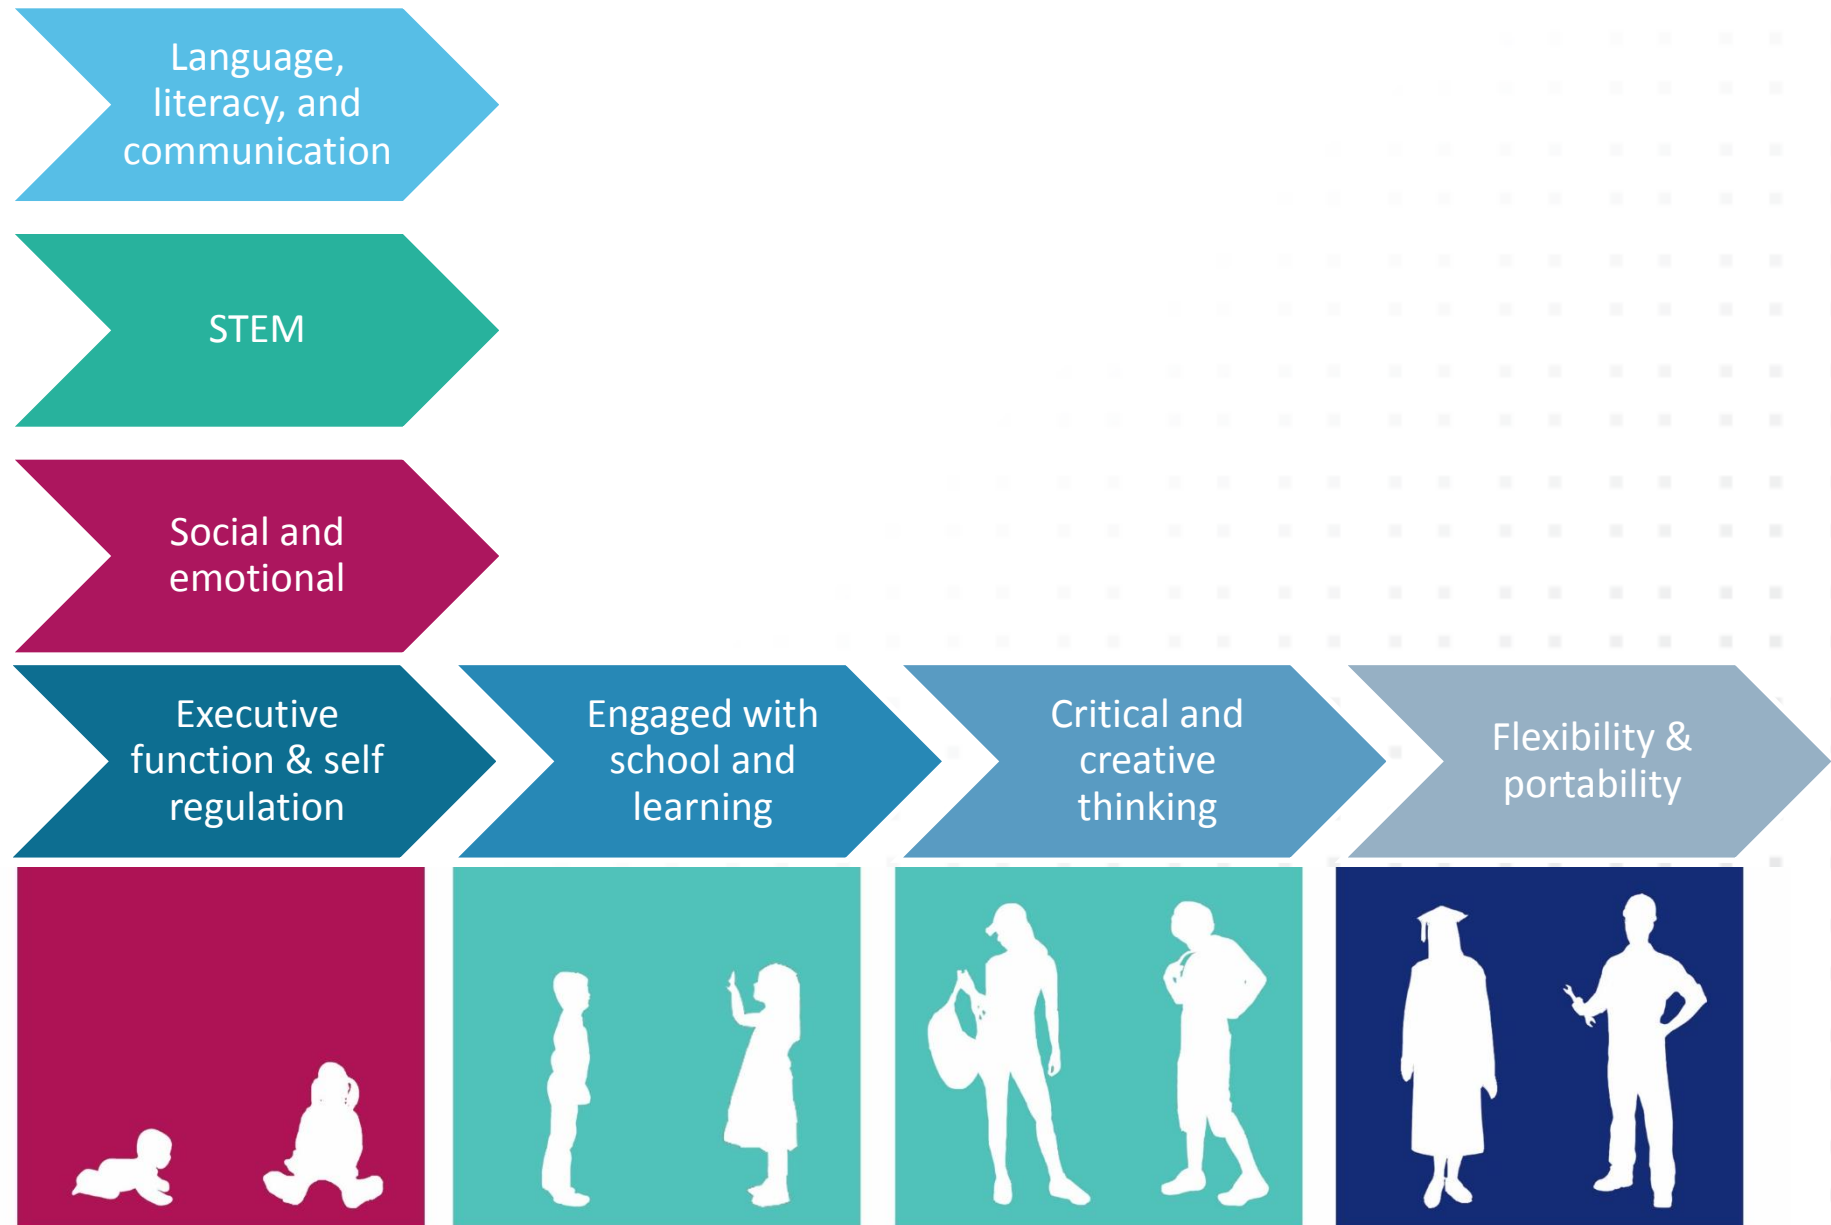 Language,
literacy, and
communication
STEM
Social and
emotional
Executive
function & self
regulation
Engaged with
school and
learning
Critical and
creative
thinking
Flexibility &
portability